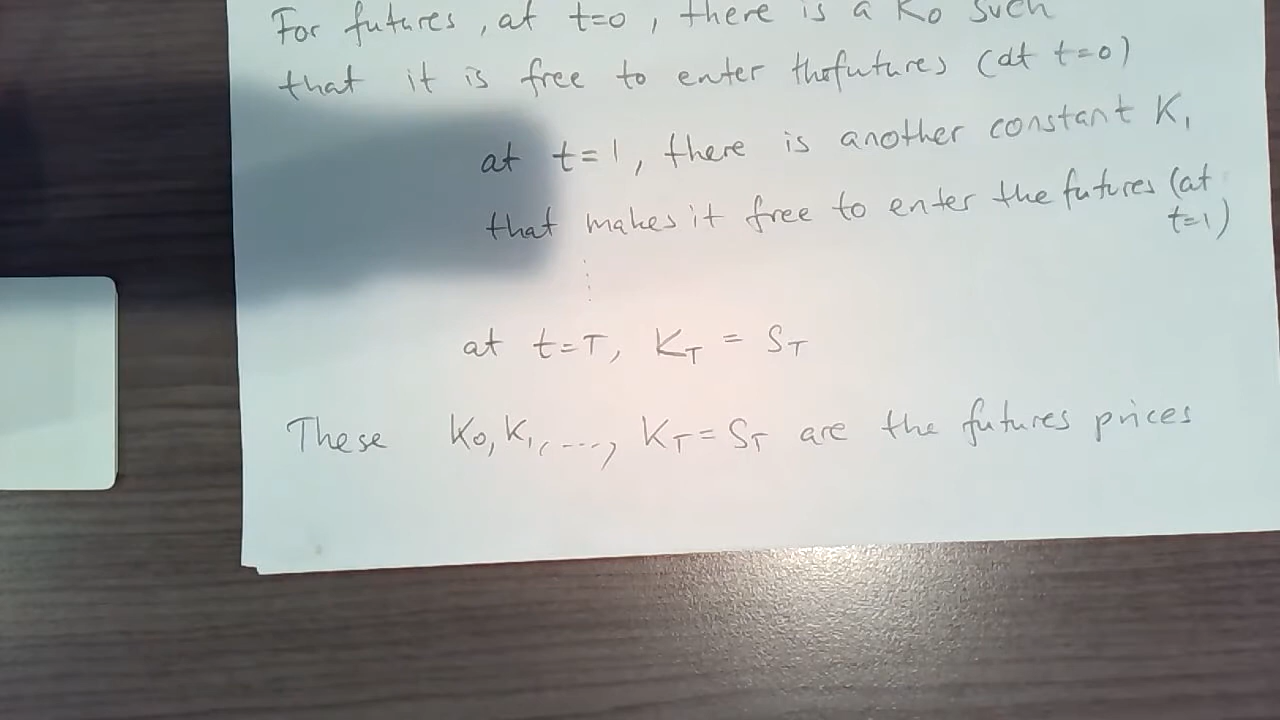 For futures, at t=0, there is a K₀ such
that it is free to enter the futures (at t=0)
at t=1, there is another constant K₁
that makes it free to enter the futures (at
t=1)
⋮
at t=T, K_T = S_T
These K₀, K₁, ..., K_T = S_T are the futures prices